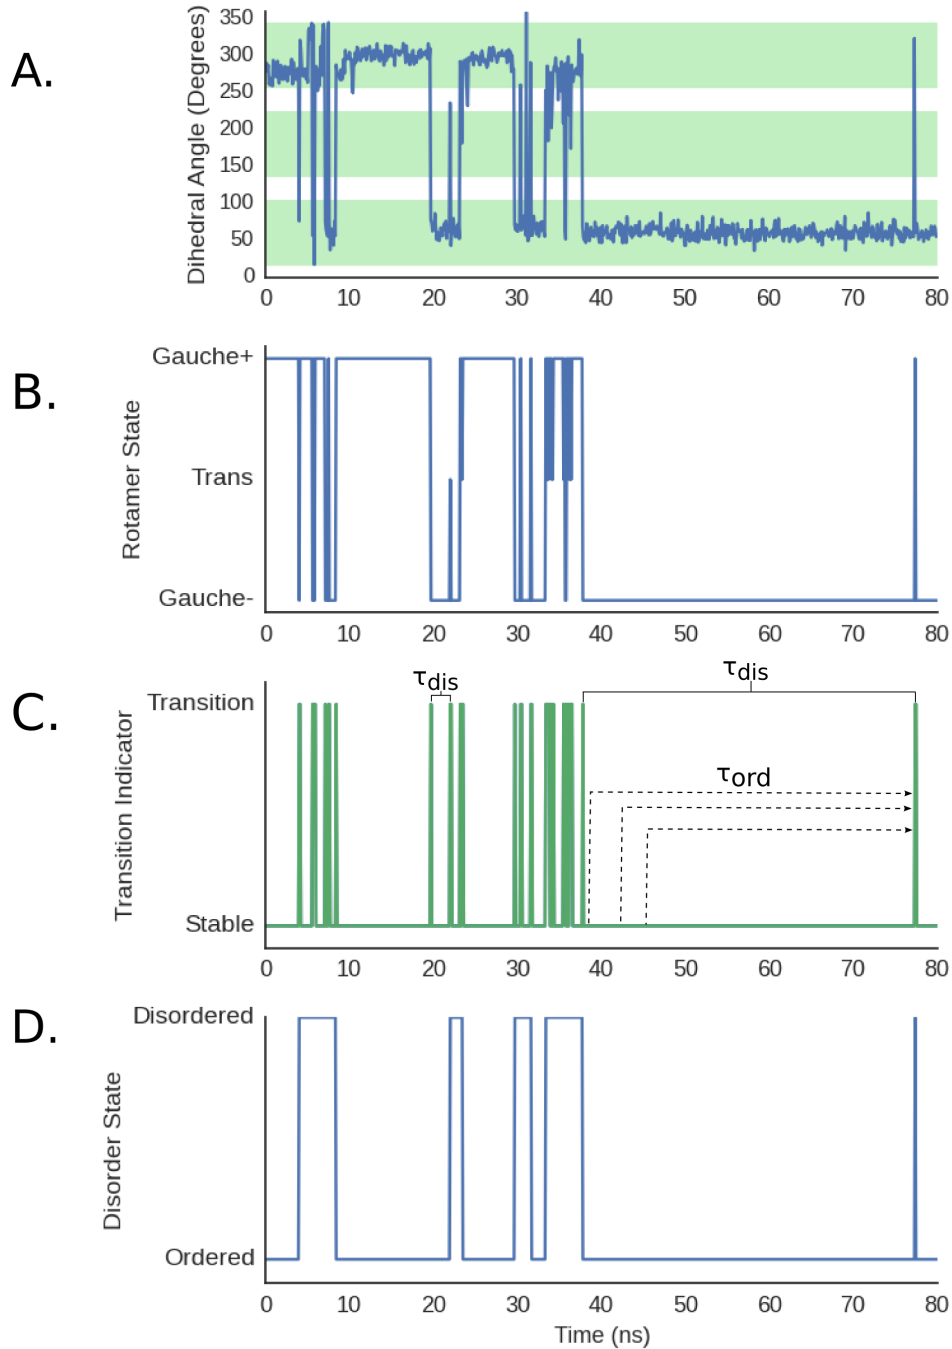 A.
Dihedral Angle (Degrees)
350
300
250
200
150
100
50
0
0 10 20 30 40 50 60 70 80
B.
Rotamer State
Gauche+
Trans
Gauche-
0 10 20 30 40 50 60 70 80
C.
Transition Indicator
Transition
Stable
τdis
τdis
τord
0 10 20 30 40 50 60 70 80
D.
Disorder State
Disordered
Ordered
0 10 20 30 40 50 60 70 80
Time (ns)